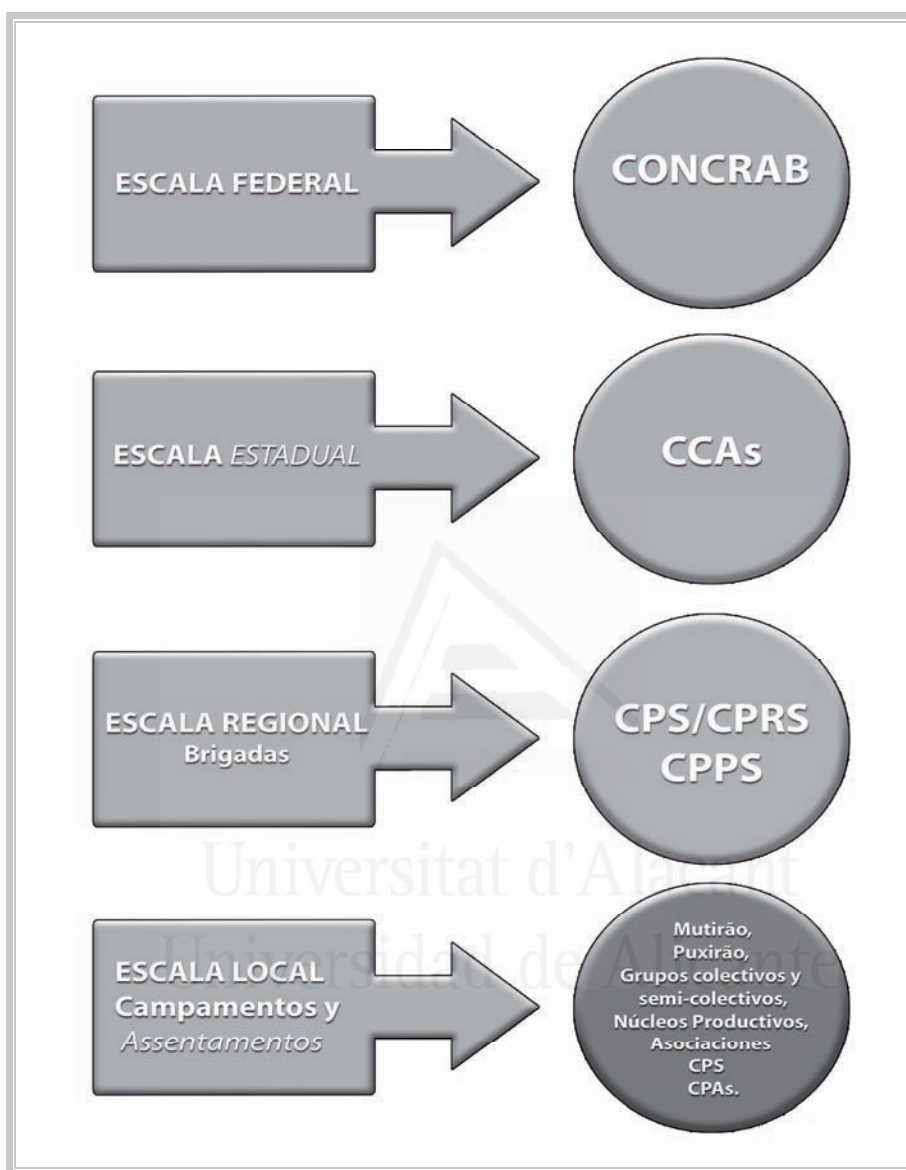 ESCALA FEDERAL
CONCRAB
ESCALA ESTADUAL
CCAs
ESCALA REGIONAL
Brigadas
CPS/CPRS
CPPS
Universitat d'Alacant
Universidad de Alicante
ESCALA LOCAL
Campamentos y
Assentamentos
Mutirão,
Puxirão,
Grupos colectivos y
semi-colectivos,
Núcleos Productivos,
Asociaciones
CPS
CPAs.